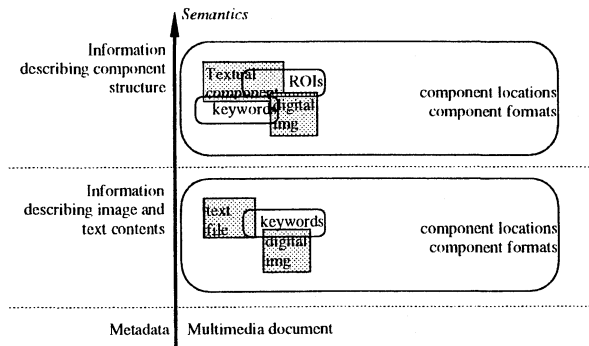 Semantics
Information
describing component
structure
Textual
component
ROIs
keywords
digital
img
component locations
component formats
Information
describing image and
text contents
text
file
keywords
digital
img
component locations
component formats
Metadata
Multimedia document